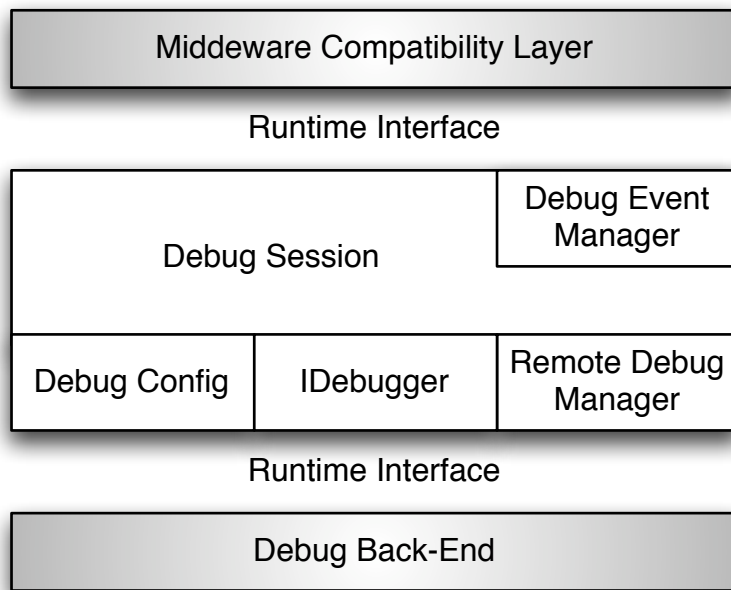 Middeware Compatibility Layer
Runtime Interface
Debug Event
Manager
Debug Session
Debug Config
IDebugger
Remote Debug
Manager
Runtime Interface
Debug Back-End